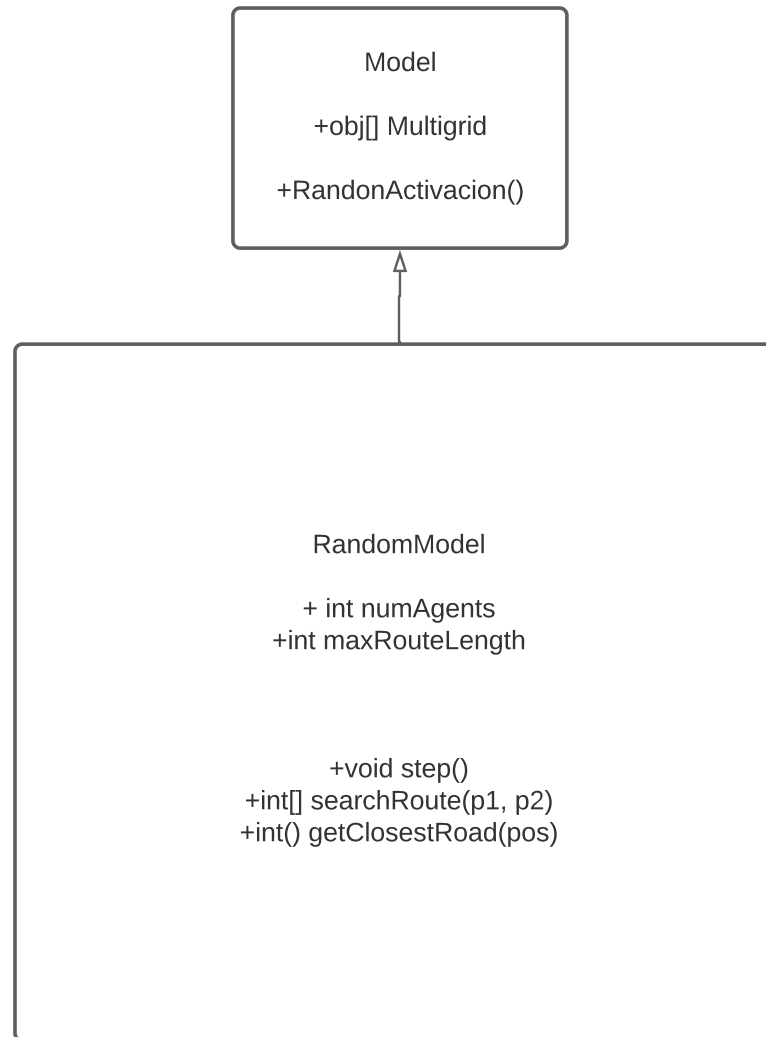 Model
+obj[] Multigrid
+RandonActivacion()
RandomModel
+ int numAgents
+int maxRouteLength
+void step()
+int[] searchRoute(p1, p2)
+int() getClosestRoad(pos)